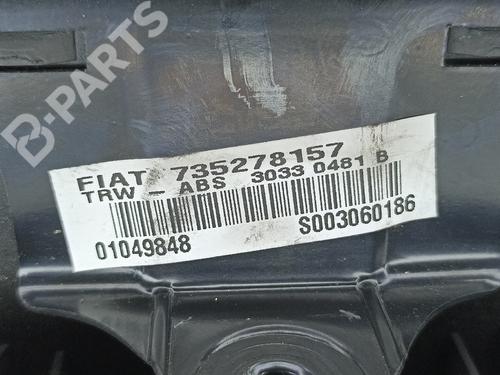 B-PARTS
FIAT 735278157
TRW - ABS 3033 0481 B
01049848 S003060186